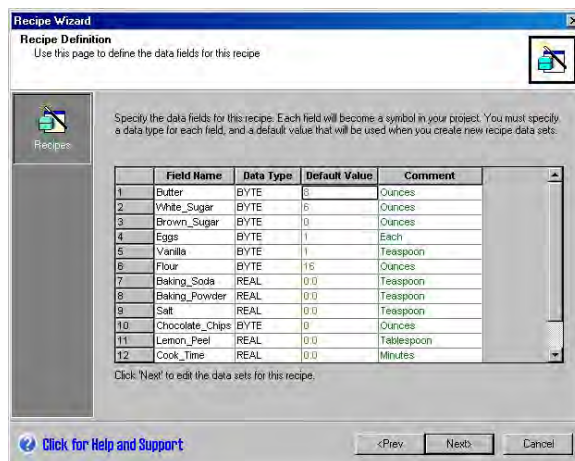 Recipe Wizard
Recipe Definition
Use this page to define the data fields for this recipe
Recipes
Specify the data fields for this recipe. Each field will become a symbol in your project. You must specify
a data type for each field, and a default value that will be used when you create new recipe data sets.
Field Name Data Type Default Value Comment
1 Butter BYTE 8 Ounces
2 White_Sugar BYTE 6 Ounces
3 Brown_Sugar BYTE 0 Ounces
4 Eggs BYTE 1 Each
5 Vanilla BYTE 1 Teaspoon
6 Flour BYTE 16 Ounces
7 Baking_Soda REAL 0.0 Teaspoon
8 Baking_Powder REAL 0.0 Teaspoon
9 Salt REAL 0.0 Teaspoon
10 Chocolate_Chips BYTE 0 Ounces
11 Lemon_Peel REAL 0.0 Tablespoon
12 Cook_Time REAL 0.0 Minutes
Click 'Next' to edit the data sets for this recipe.
Click for Help and Support
<Prev Next> Cancel